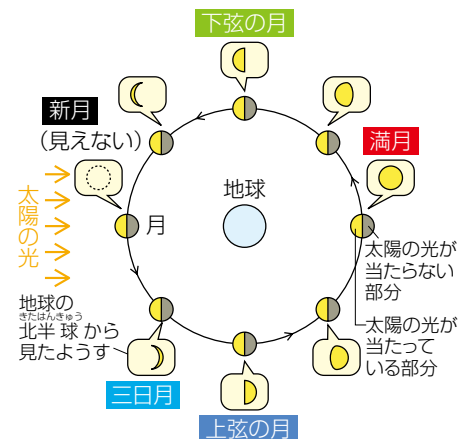 下弦の月
新月
(見えない)
満月
太陽の光
月
地球
太陽の光が
当たらない
部分
太陽の光が
当たって
いる部分
地球の
きたはんきゅう
北半球から
見たようす
三日月
上弦の月